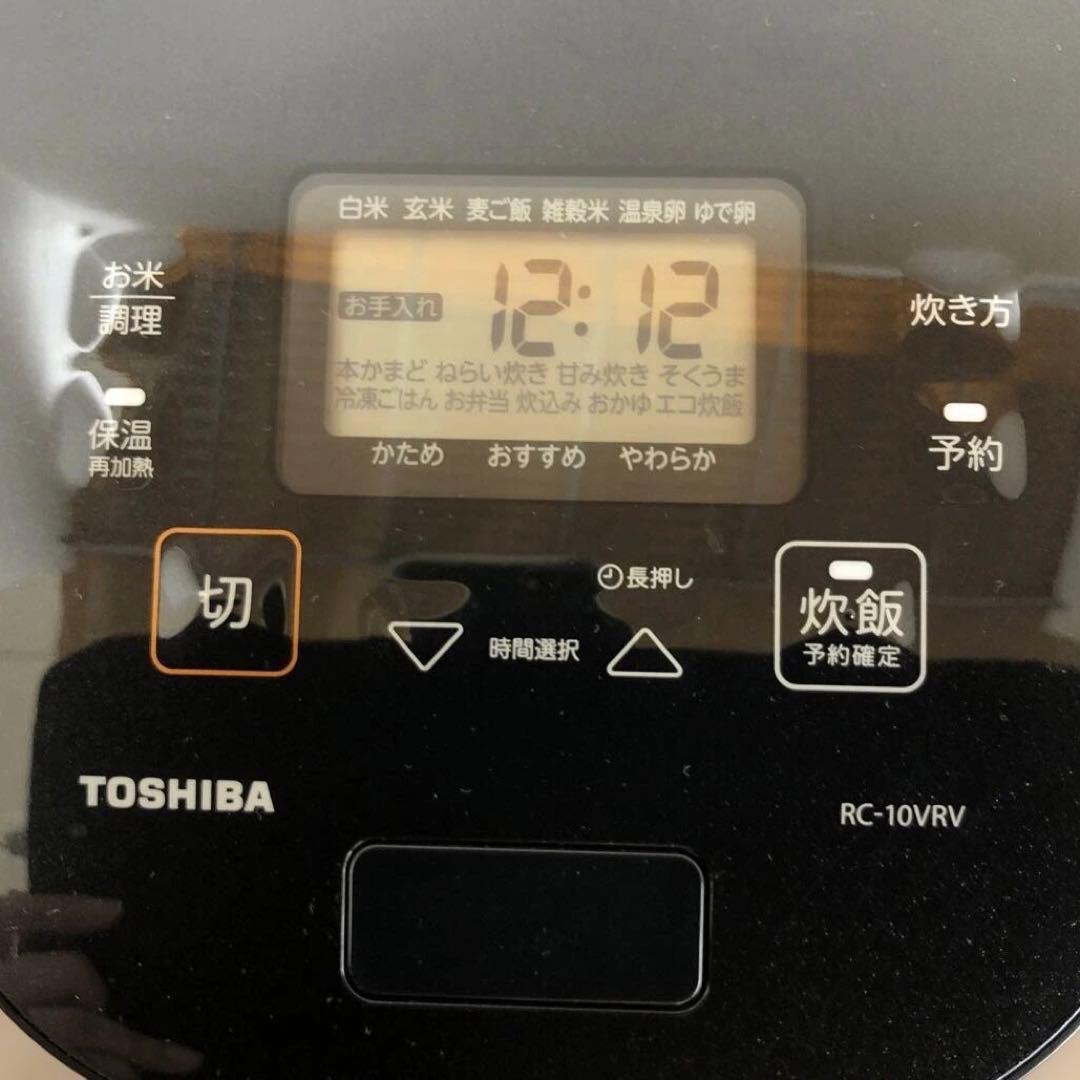 白米 玄米 麦ご飯 雑穀米 温泉卵 ゆで卵
お手入れ 12:12
本かまど ねらい炊き 甘み炊き そくうま
冷凍ごはん お弁当 炊込み おかゆ エコ炊飯
かため おすすめ やわらか
お米
調理
保温
再加熱
炊き方
予約
切
長押し
時間選択
炊飯
予約確定
TOSHIBA
RC-10VRV